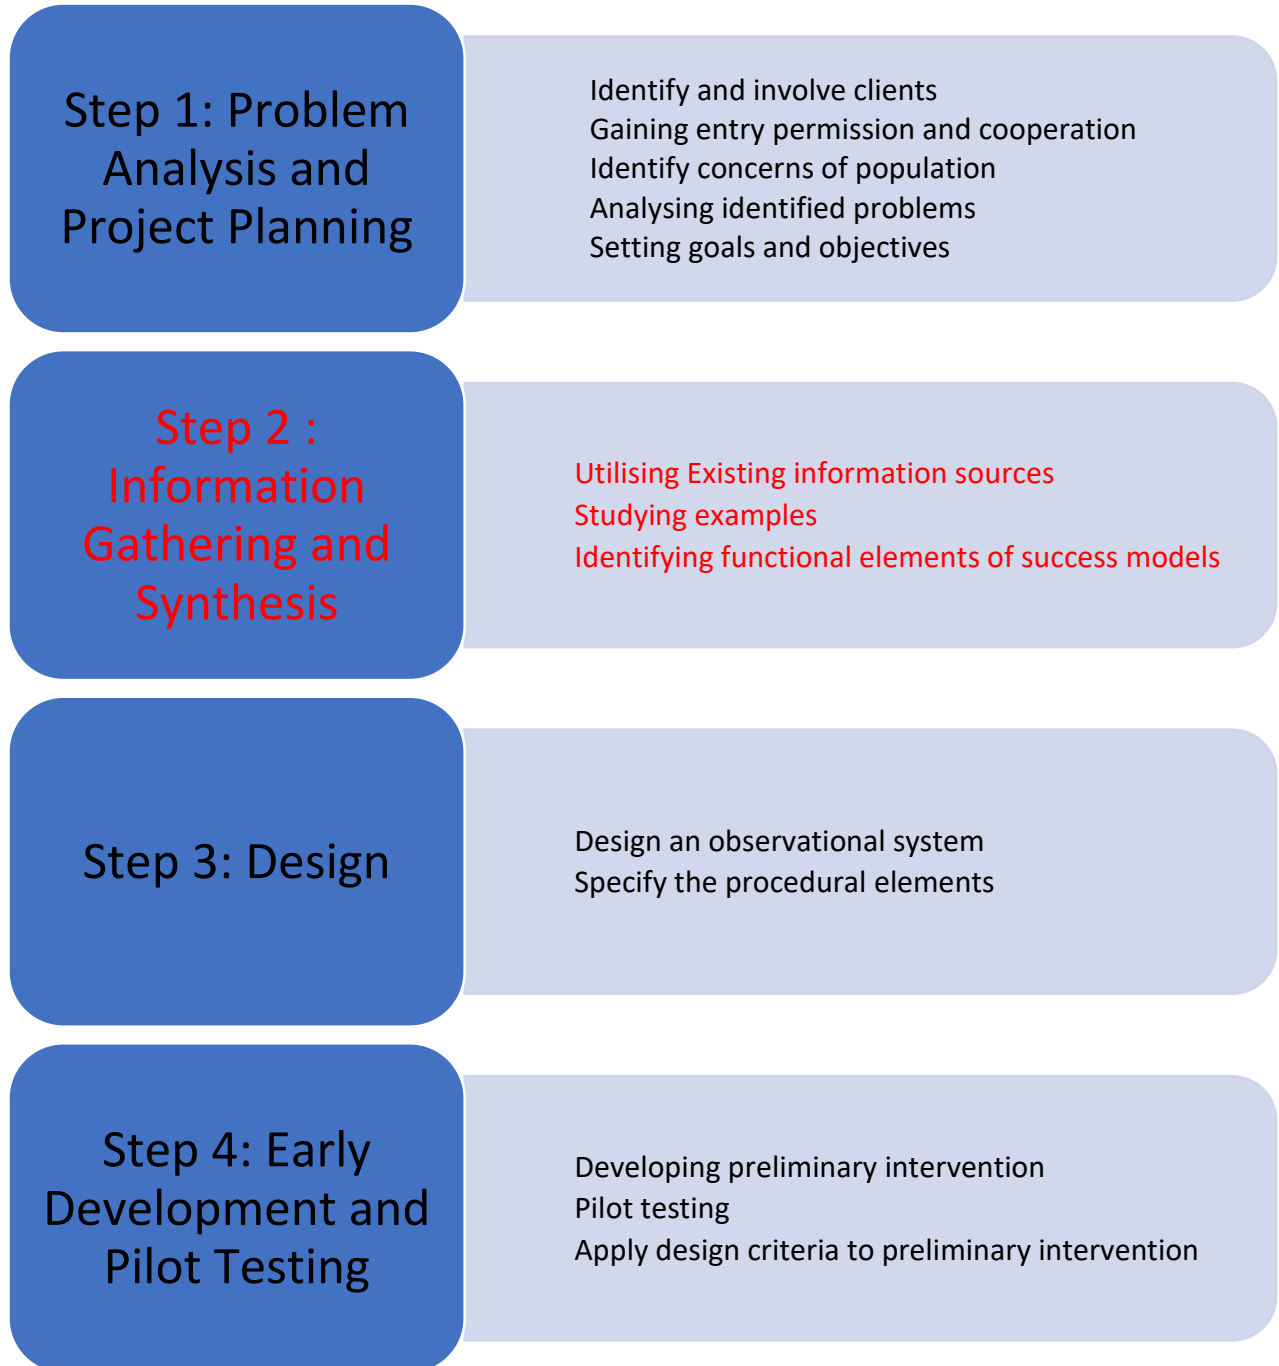 Step 1: Problem
Analysis and
Project Planning
Identify and involve clients
Gaining entry permission and cooperation
Identify concerns of population
Analysing identified problems
Setting goals and objectives
Step 2 :
Information
Gathering and
Synthesis
Utilising Existing information sources
Studying examples
Identifying functional elements of success models
Step 3: Design
Design an observational system
Specify the procedural elements
Step 4: Early
Development and
Pilot Testing
Developing preliminary intervention
Pilot testing
Apply design criteria to preliminary intervention